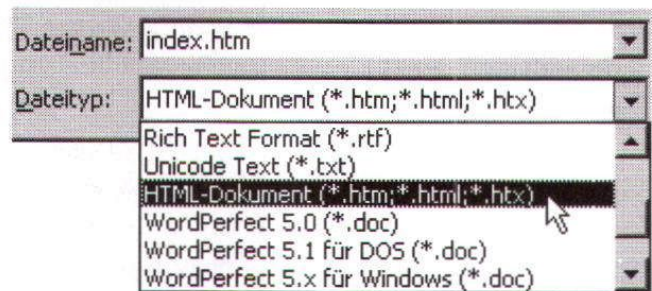 Dateiname: index.htm
Dateityp: HTML-Dokument (*.htm;*.html;*.htx)
Rich Text Format (*.rtf)
Unicode Text (*.txt)
HTML-Dokument (*.htm;*.html;*.htx)
WordPerfect 5.0 (*.doc)
WordPerfect 5.1 für DOS (*.doc)
WordPerfect 5.x für Windows (*.doc)